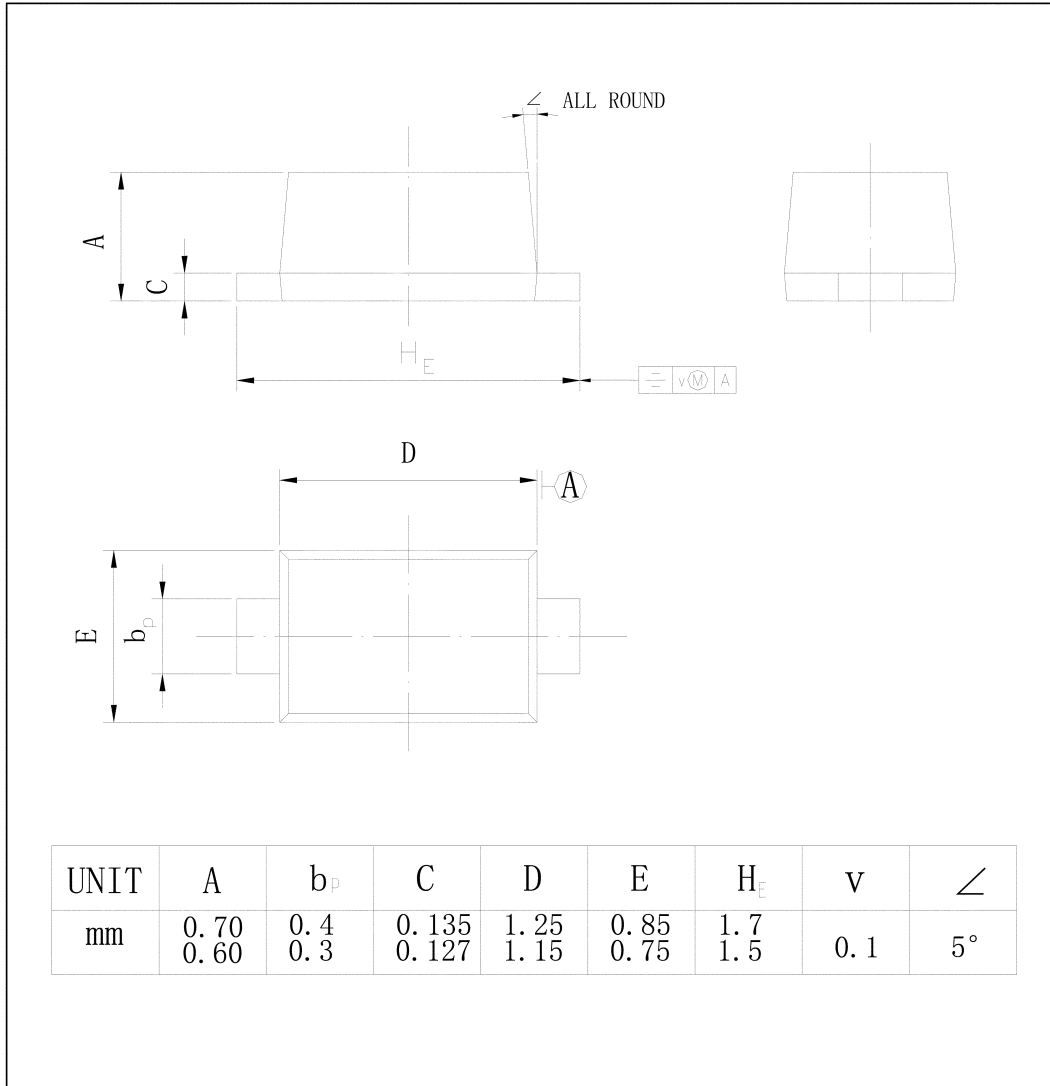 ∠ ALL ROUND
A
C
H_E
⌯ v Ⓜ A
D
A
E
b_p
UNIT A b_p C D E H_E v ∠
mm 0.70 0.4 0.135 1.25 0.85 1.7 0.1 5°
0.60 0.3 0.127 1.15 0.75 1.5